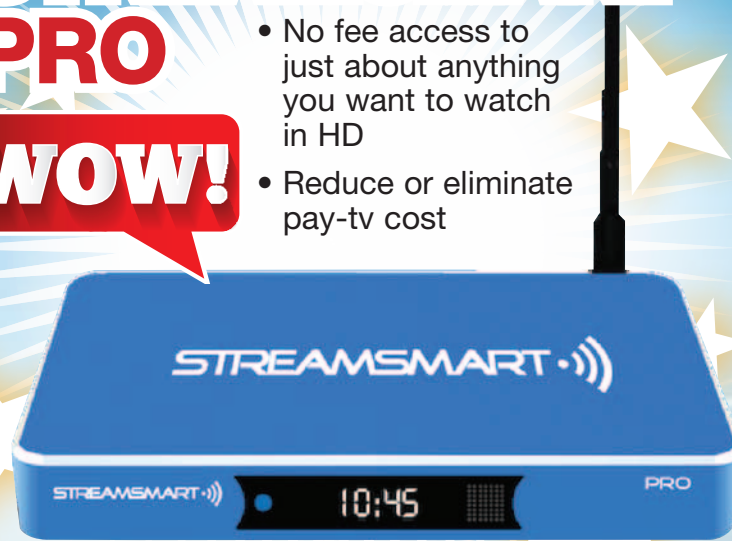 PRO
WOW!
• No fee access to
just about anything
you want to watch
in HD
• Reduce or eliminate
pay-tv cost
STREAMSMART
STREAMSMART
10:45
PRO